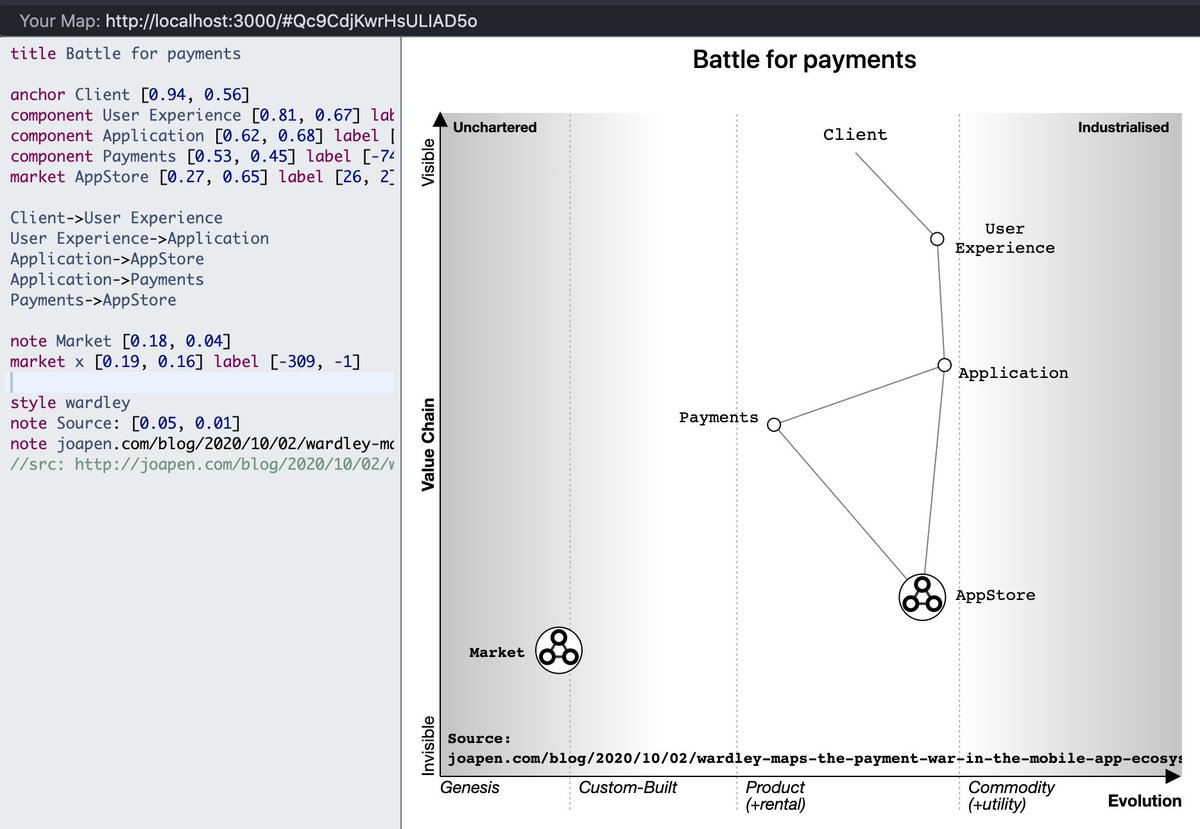 Your Map: http://localhost:3000/#Qc9CdjKwrHsULIAD5o
title Battle for payments
anchor Client [0.94, 0.56]
component User Experience [0.81, 0.67] lab
component Application [0.62, 0.68] label [
component Payments [0.53, 0.45] label [-74
market AppStore [0.27, 0.65] label [26, 2]
Client->User Experience
User Experience->Application
Application->AppStore
Application->Payments
Payments->AppStore
note Market [0.18, 0.04]
market x [0.19, 0.16] label [-309, -1]
style wardley
note Source: [0.05, 0.01]
note joapen.com/blog/2020/10/02/wardley-ma
//src: http://joapen.com/blog/2020/10/02/w
Battle for payments
Unchartered
Industrialised
Visible
Value Chain
Invisible
Client
User
Experience
Application
Payments
AppStore
Market
Source:
joapen.com/blog/2020/10/02/wardley-maps-the-payment-war-in-the-mobile-app-ecosys
Genesis
Custom-Built
Product
(+rental)
Commodity
(+utility)
Evolution